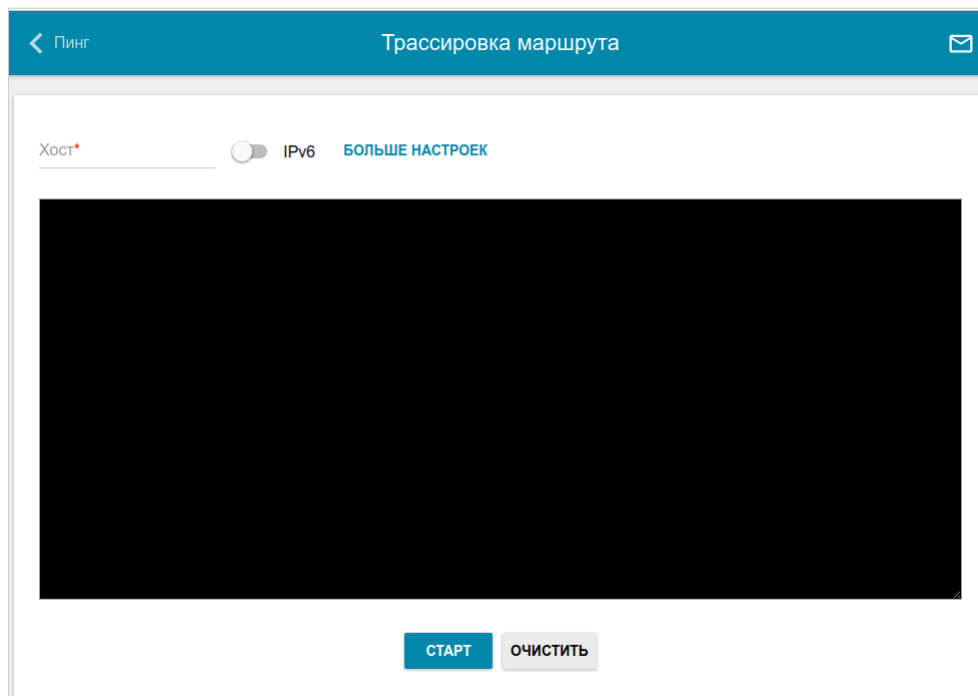 Пинг
Трассировка маршрута
Хост*
IPv6
БОЛЬШЕ НАСТРОЕК
СТАРТ
ОЧИСТИТЬ